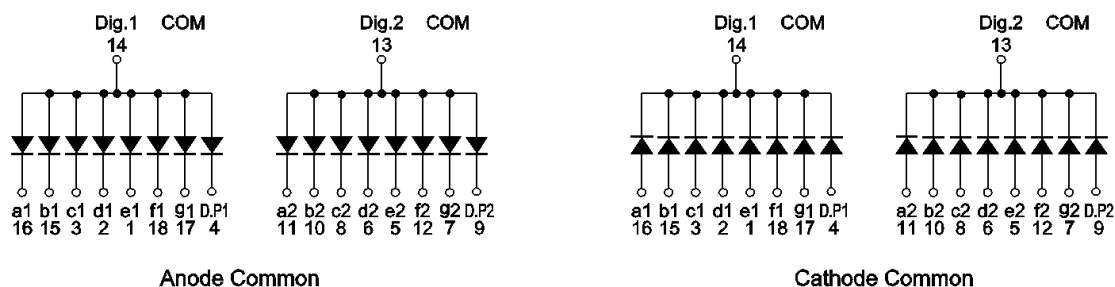 Dig.1 COM Dig.2 COM Dig.1 COM Dig.2 COM
14 13 14 13
a1 b1 c1 d1 e1 f1 g1 D.P1 a2 b2 c2 d2 e2 f2 g2 D.P2 a1 b1 c1 d1 e1 f1 g1 D.P1 a2 b2 c2 d2 e2 f2 g2 D.P2
16 15 3 2 1 18 17 4 11 10 8 6 5 12 7 9 16 15 3 2 1 18 17 4 11 10 8 6 5 12 7 9
Anode Common Cathode Common